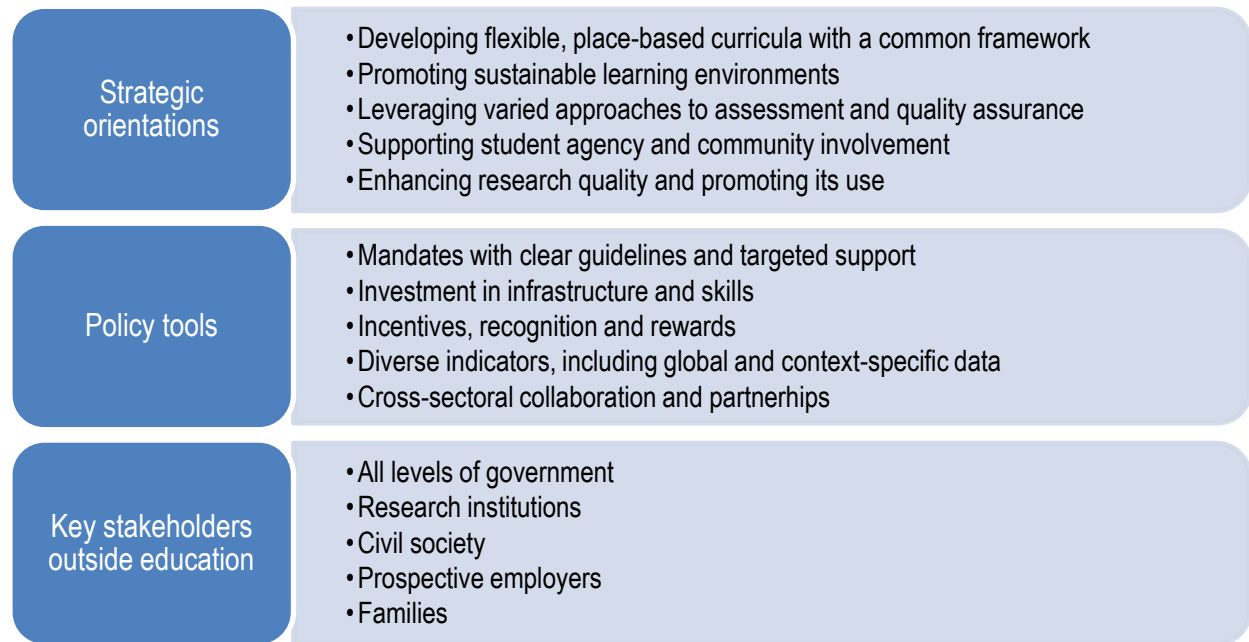 Strategic
orientations
•Developing flexible, place-based curricula with a common framework
•Promoting sustainable learning environments
•Leveraging varied approaches to assessment and quality assurance
•Supporting student agency and community involvement
•Enhancing research quality and promoting its use
Policy tools
•Mandates with clear guidelines and targeted support
•Investment in infrastructure and skills
•Incentives, recognition and rewards
•Diverse indicators, including global and context-specific data
•Cross-sectoral collaboration and partnerhips
Key stakeholders
outside education
•All levels of government
•Research institutions
•Civil society
•Prospective employers
•Families